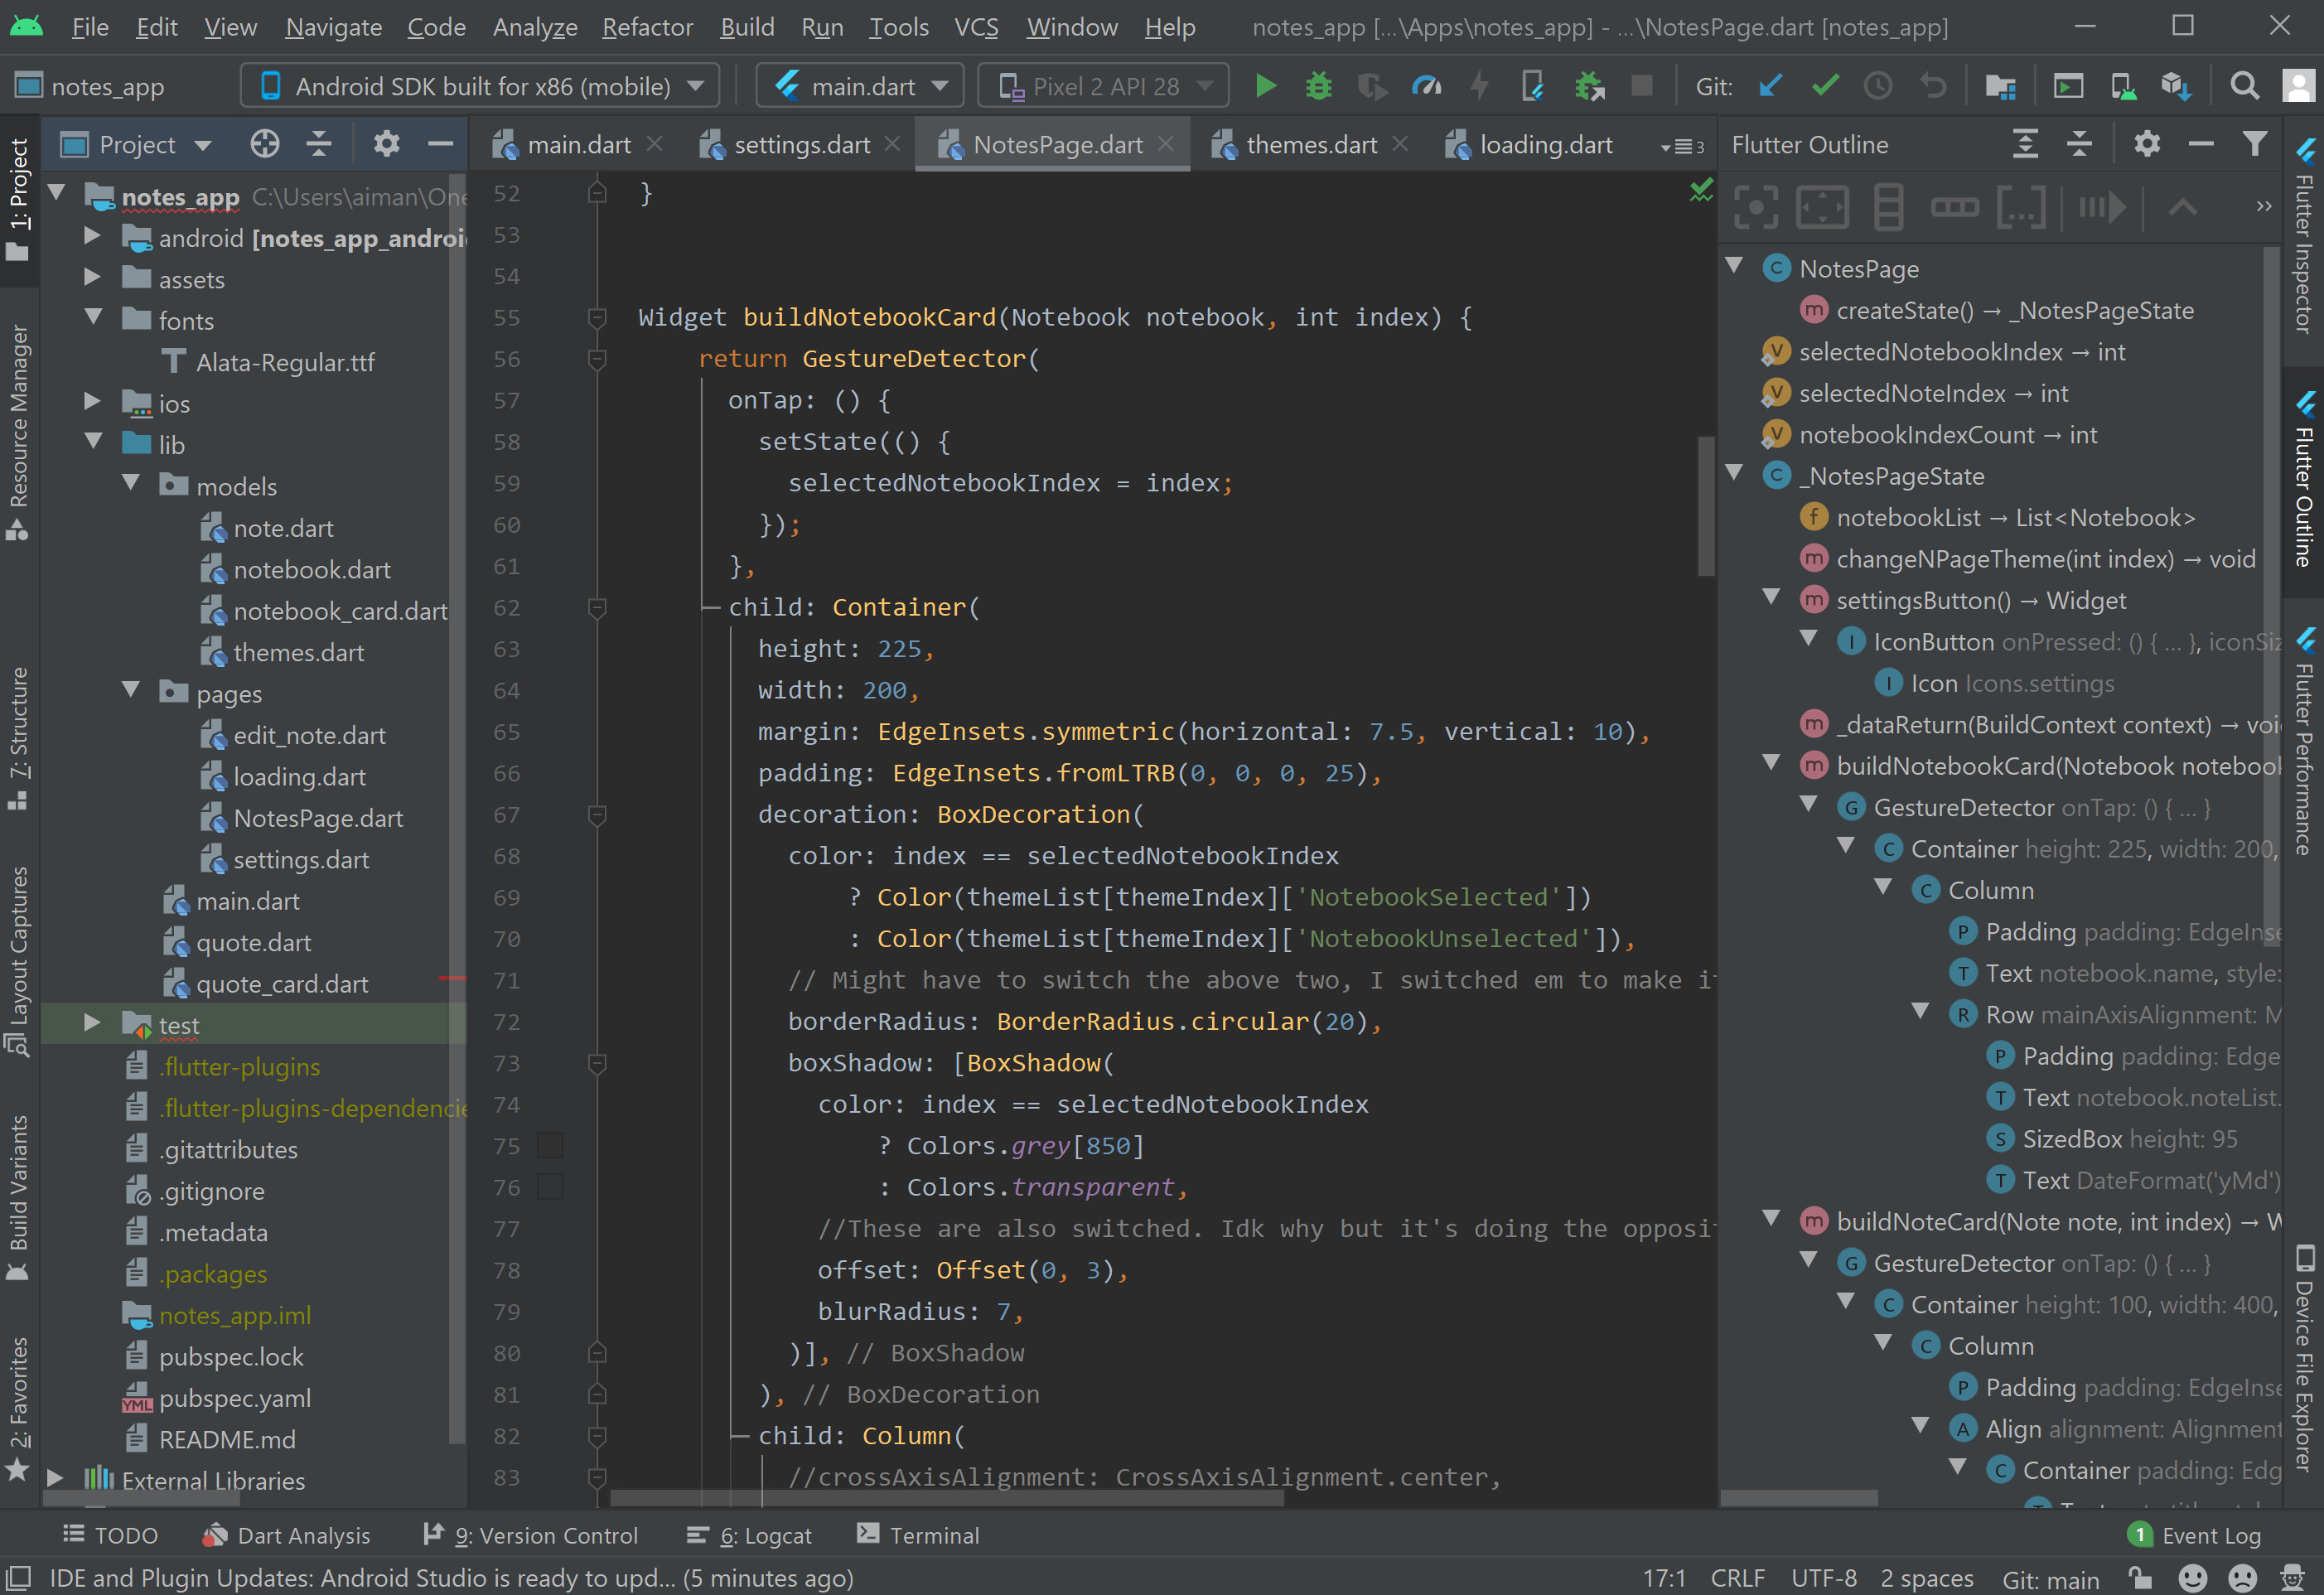 File Edit View Navigate Code Analyze Refactor Build Run Tools VCS Window Help notes_app [...\Apps\notes_app] - ...\NotesPage.dart [notes_app]
notes_app Android SDK built for x86 (mobile) main.dart Pixel 2 API 28 Git:
1: Project
Resource Manager
7: Structure
Layout Captures
Build Variants
2: Favorites
Project
notes_app C:\Users\aiman\One
android [notes_app_androi
assets
fonts
Alata-Regular.ttf
ios
lib
models
note.dart
notebook.dart
notebook_card.dart
themes.dart
pages
edit_note.dart
loading.dart
NotesPage.dart
settings.dart
main.dart
quote.dart
quote_card.dart
test
.flutter-plugins
.flutter-plugins-dependencie
.gitattributes
.gitignore
.metadata
.packages
notes_app.iml
pubspec.lock
YML pubspec.yaml
README.md
External Libraries
main.dart settings.dart NotesPage.dart themes.dart loading.dart 3
52 }
53
54
55 Widget buildNotebookCard(Notebook notebook, int index) {
56 return GestureDetector(
57 onTap: () {
58 setState(() {
59 selectedNotebookIndex = index;
60 });
61 },
62 child: Container(
63 height: 225,
64 width: 200,
65 margin: EdgeInsets.symmetric(horizontal: 7.5, vertical: 10),
66 padding: EdgeInsets.fromLTRB(0, 0, 0, 25),
67 decoration: BoxDecoration(
68 color: index == selectedNotebookIndex
69 ? Color(themeList[themeIndex]['NotebookSelected'])
70 : Color(themeList[themeIndex]['NotebookUnselected']),
71 // Might have to switch the above two, I switched em to make i
72 borderRadius: BorderRadius.circular(20),
73 boxShadow: [BoxShadow(
74 color: index == selectedNotebookIndex
75 ? Colors.grey[850]
76 : Colors.transparent,
77 //These are also switched. Idk why but it's doing the opposi
78 offset: Offset(0, 3),
79 blurRadius: 7,
80 )], // BoxShadow
81 ), // BoxDecoration
82 child: Column(
83 //crossAxisAlignment: CrossAxisAlignment.center,
Flutter Outline
NotesPage
createState() → _NotesPageState
selectedNotebookIndex → int
selectedNoteIndex → int
notebookIndexCount → int
_NotesPageState
notebookList → List<Notebook>
changeNPageTheme(int index) → void
settingsButton() → Widget
IconButton onPressed: () { ... }, iconSiz
Icon Icons.settings
_dataReturn(BuildContext context) → voi
buildNotebookCard(Notebook notebook
GestureDetector onTap: () { ... }
Container height: 225, width: 200,
Column
Padding padding: EdgeInse
Text notebook.name, style:
Row mainAxisAlignment: M
Padding padding: Edge
Text notebook.noteList.
SizedBox height: 95
Text DateFormat('yMd')
buildNoteCard(Note note, int index) → W
GestureDetector onTap: () { ... }
Container height: 100, width: 400,
Column
Padding padding: EdgeInse
Align alignment: Alignment
Container padding: Edg
Flutter Inspector
Flutter Outline
Flutter Performance
Device File Explorer
TODO Dart Analysis 9: Version Control 6: Logcat Terminal 1 Event Log
IDE and Plugin Updates: Android Studio is ready to upd... (5 minutes ago) 17:1 CRLF UTF-8 2 spaces Git: main